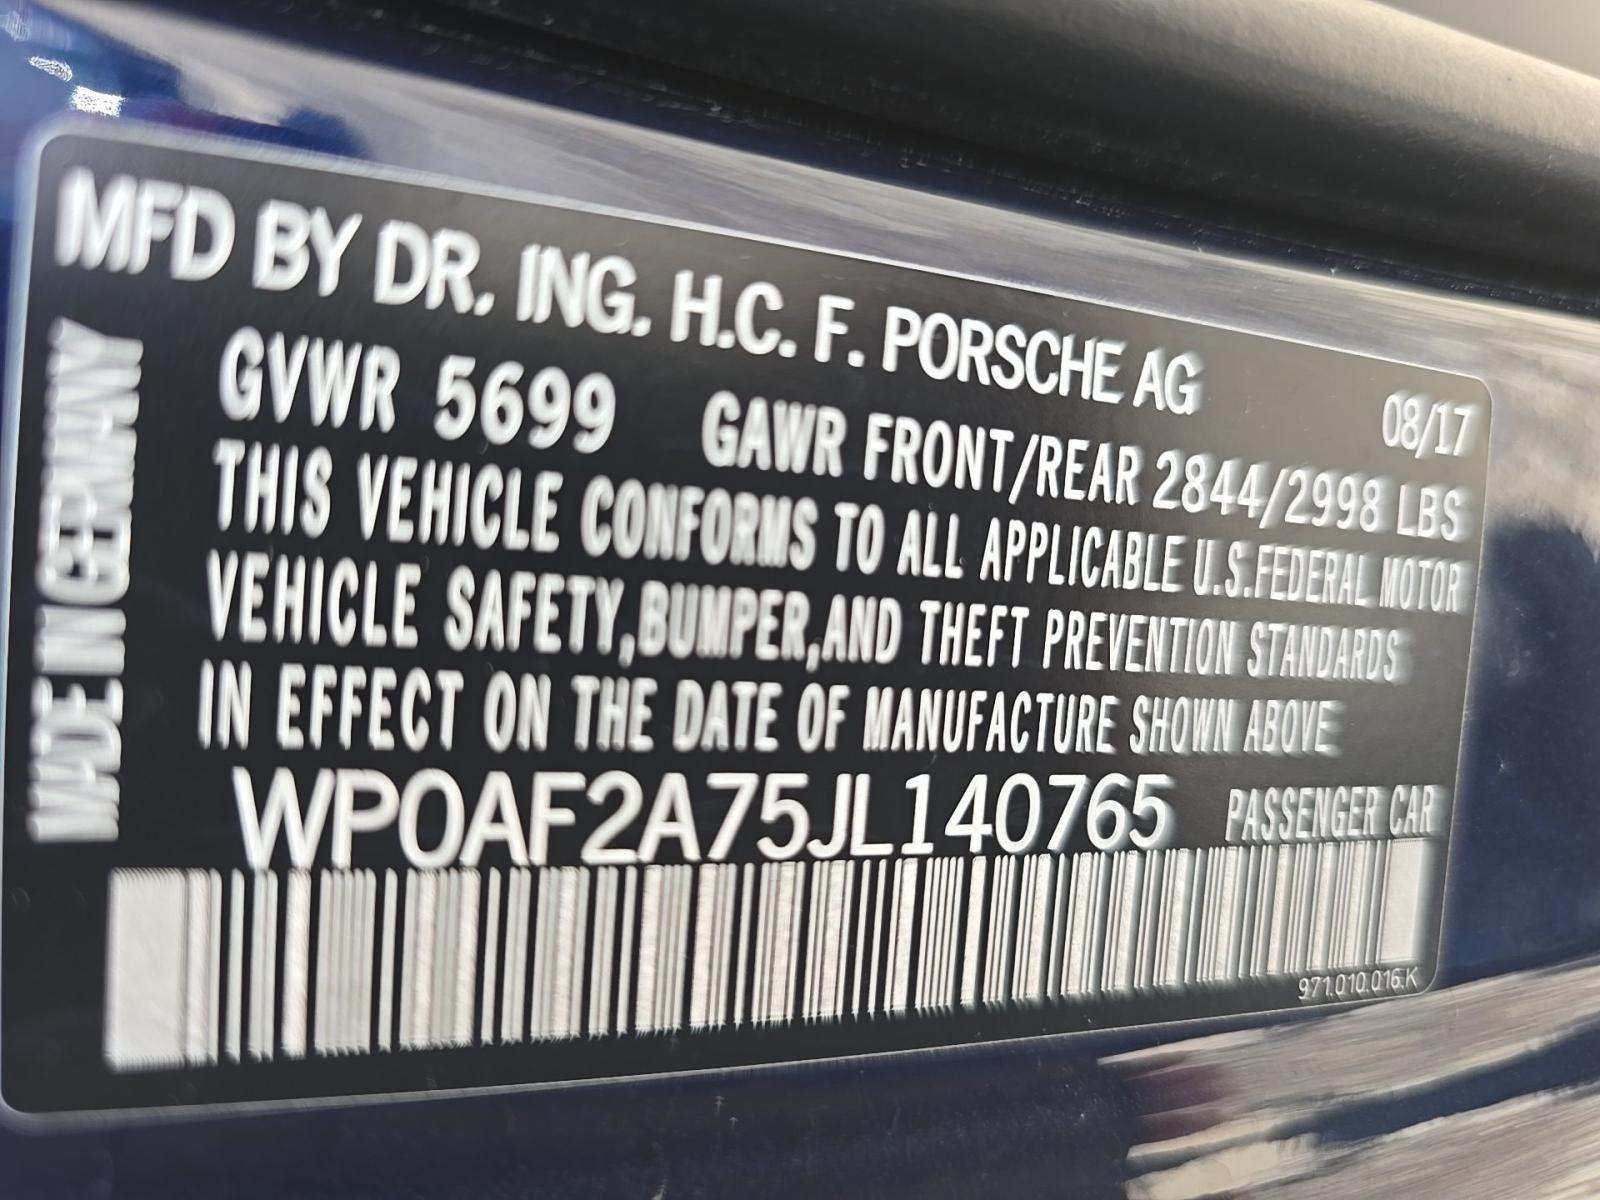 MFD BY DR. ING. H.C. F. PORSCHE AG 08/17
GVWR 5699 GAWR FRONT/REAR 2844/2998 LBS
THIS VEHICLE CONFORMS TO ALL APPLICABLE U.S.FEDERAL MOTOR
VEHICLE SAFETY,BUMPER,AND THEFT PREVENTION STANDARDS
IN EFFECT ON THE DATE OF MANUFACTURE SHOWN ABOVE
WP0AF2A75JL140765 PASSENGER CAR
971.010.016.K
MADE IN GERMANY